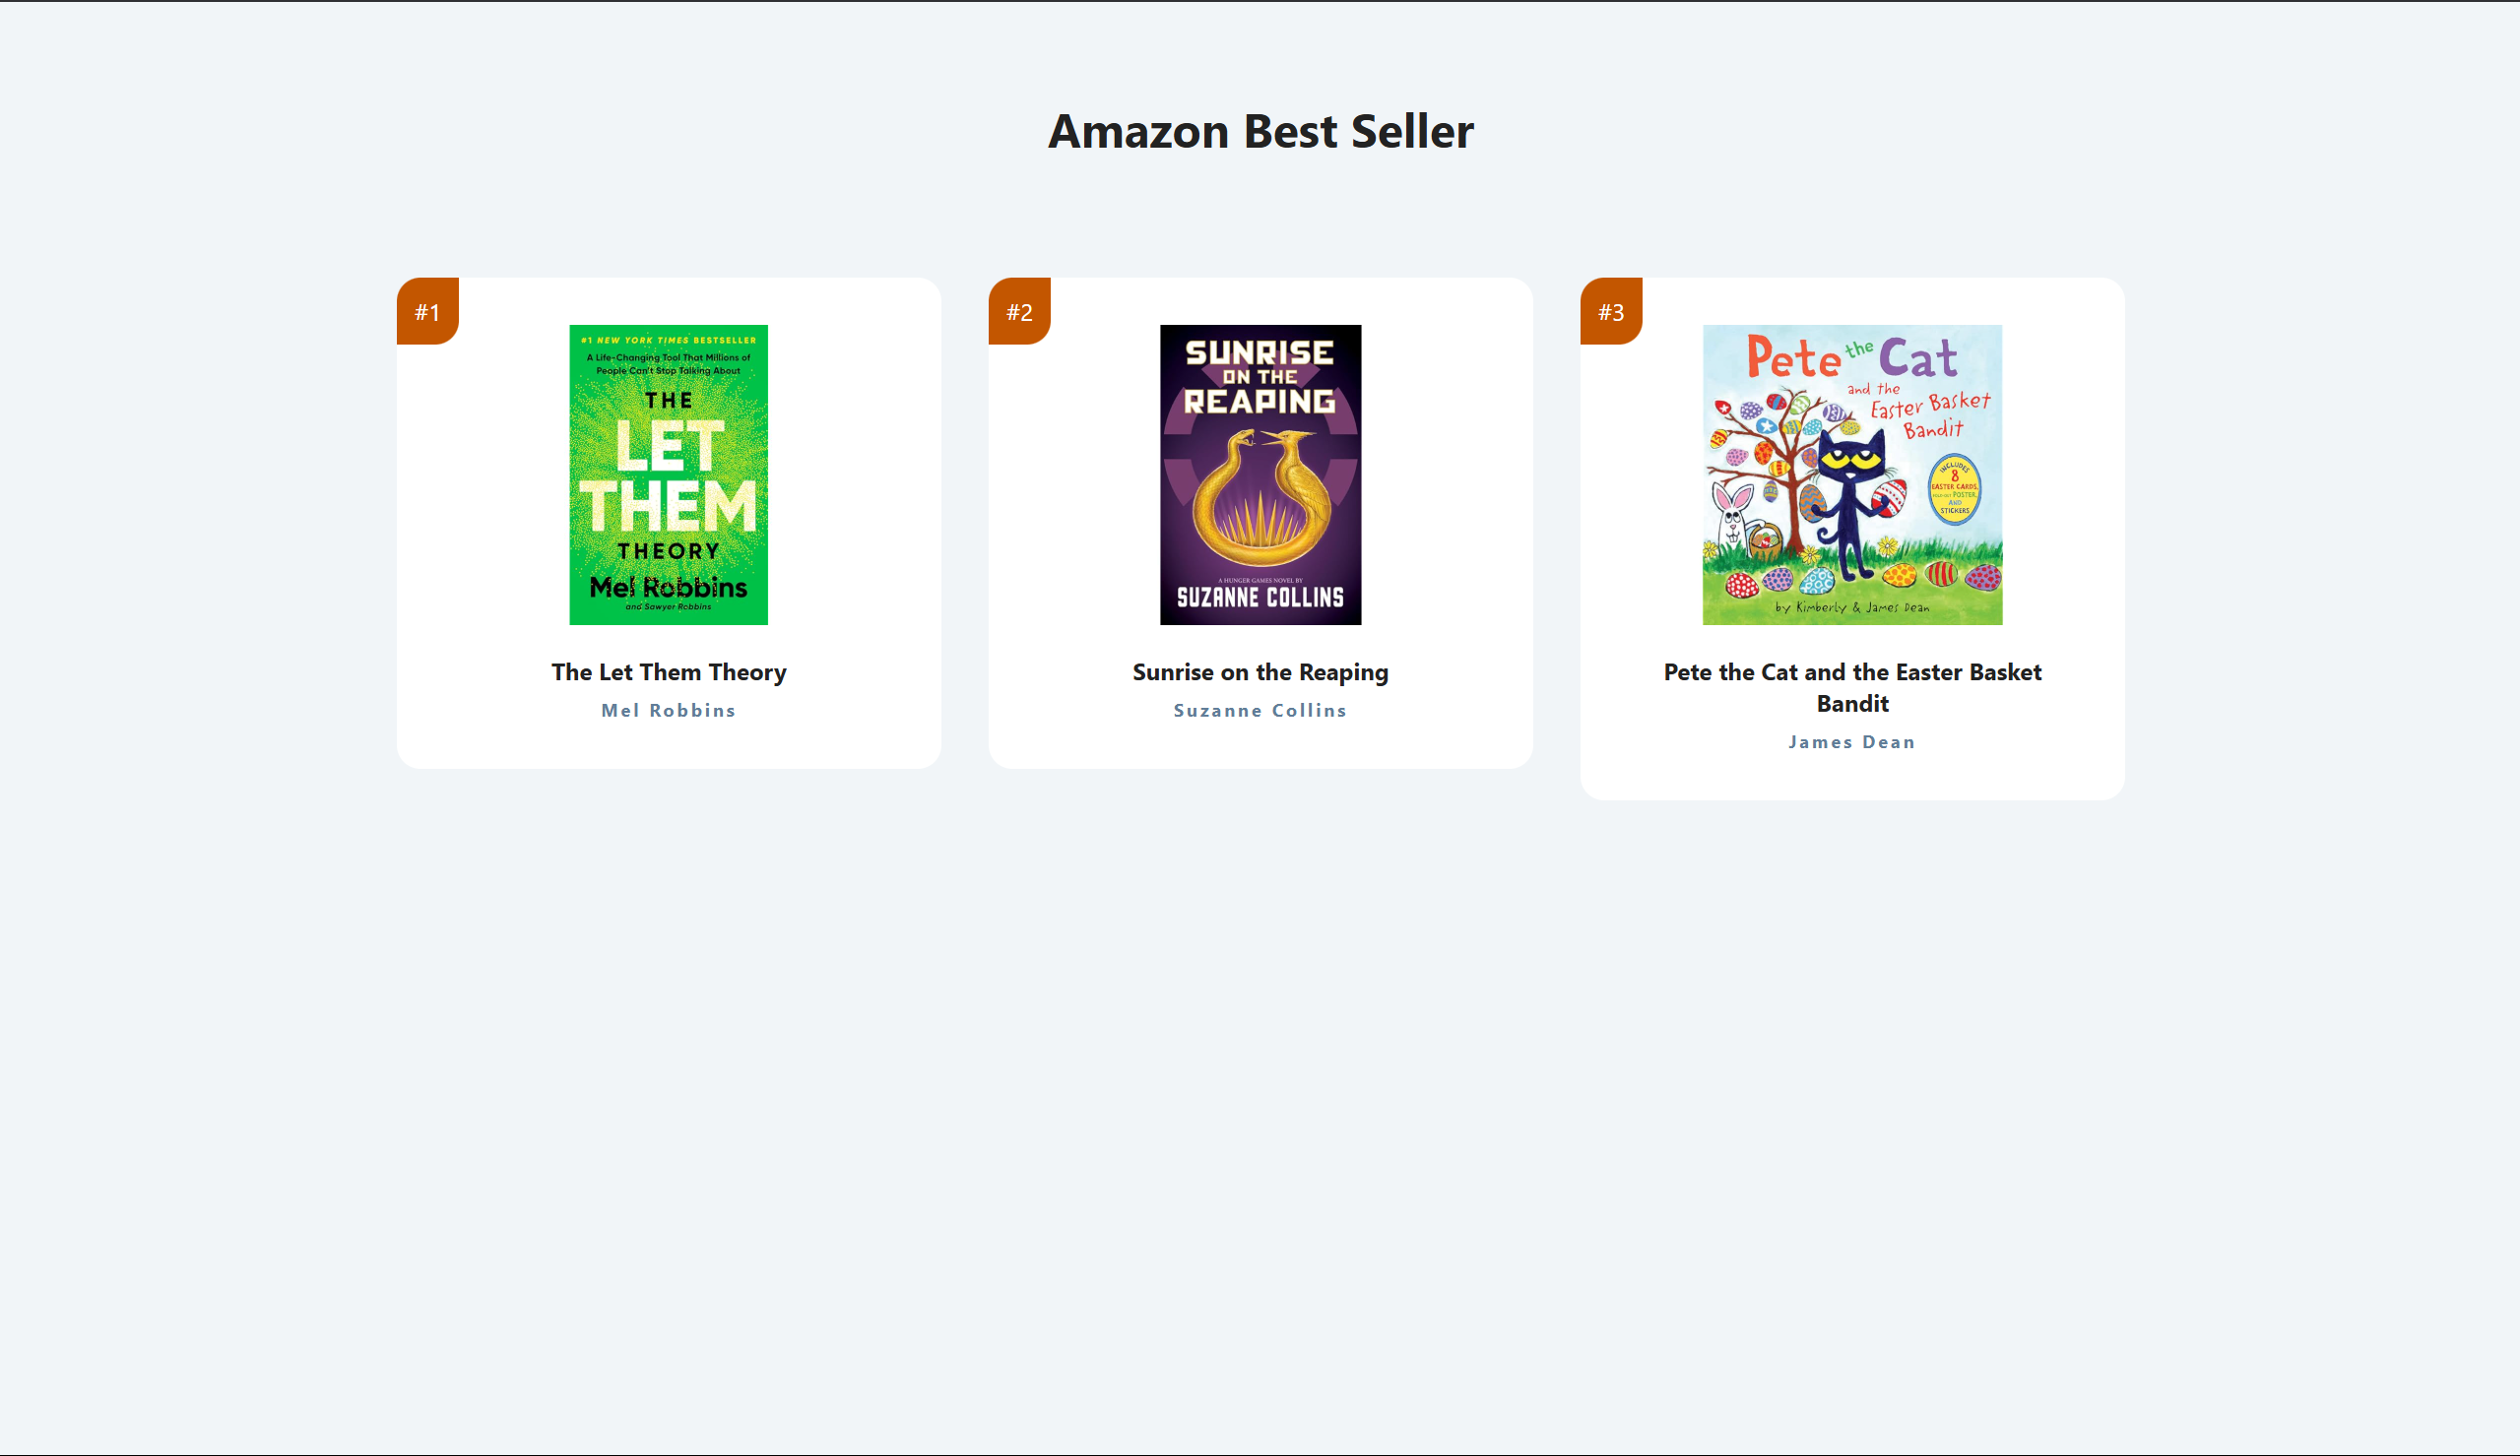 Amazon Best Seller
#1
#1 NEW YORK TIMES BESTSELLER
A Life-Changing Tool That Millions of
People Can't Stop Talking About
THE
LET
THEM
THEORY
Mel Robbins
and Sawyer Robbins
The Let Them Theory
Mel Robbins
#2
SUNRISE
ON THE
REAPING
A HUNGER GAMES NOVEL BY
SUZANNE COLLINS
Sunrise on the Reaping
Suzanne Collins
#3
Pete the Cat
and the
Easter Basket
Bandit
INCLUDES
8
EASTER CARDS,
FOLD-OUT POSTER,
AND
STICKERS
by Kimberly & James Dean
Pete the Cat and the Easter Basket
Bandit
James Dean